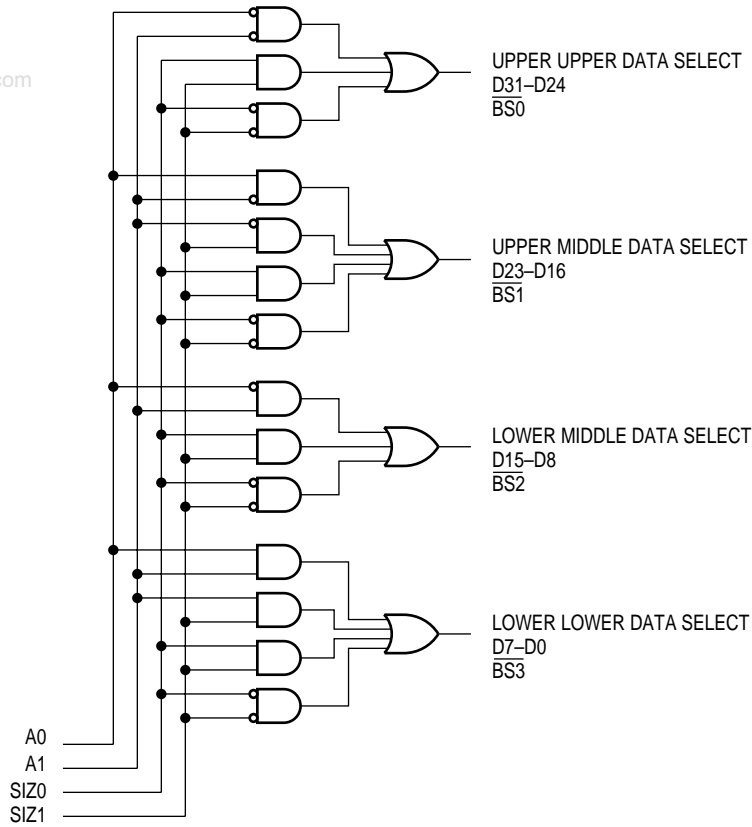 com
UPPER UPPER DATA SELECT
D31–D24
BS0
UPPER MIDDLE DATA SELECT
D23–D16
BS1
LOWER MIDDLE DATA SELECT
D15–D8
BS2
LOWER LOWER DATA SELECT
D7–D0
BS3
A0
A1
SIZ0
SIZ1